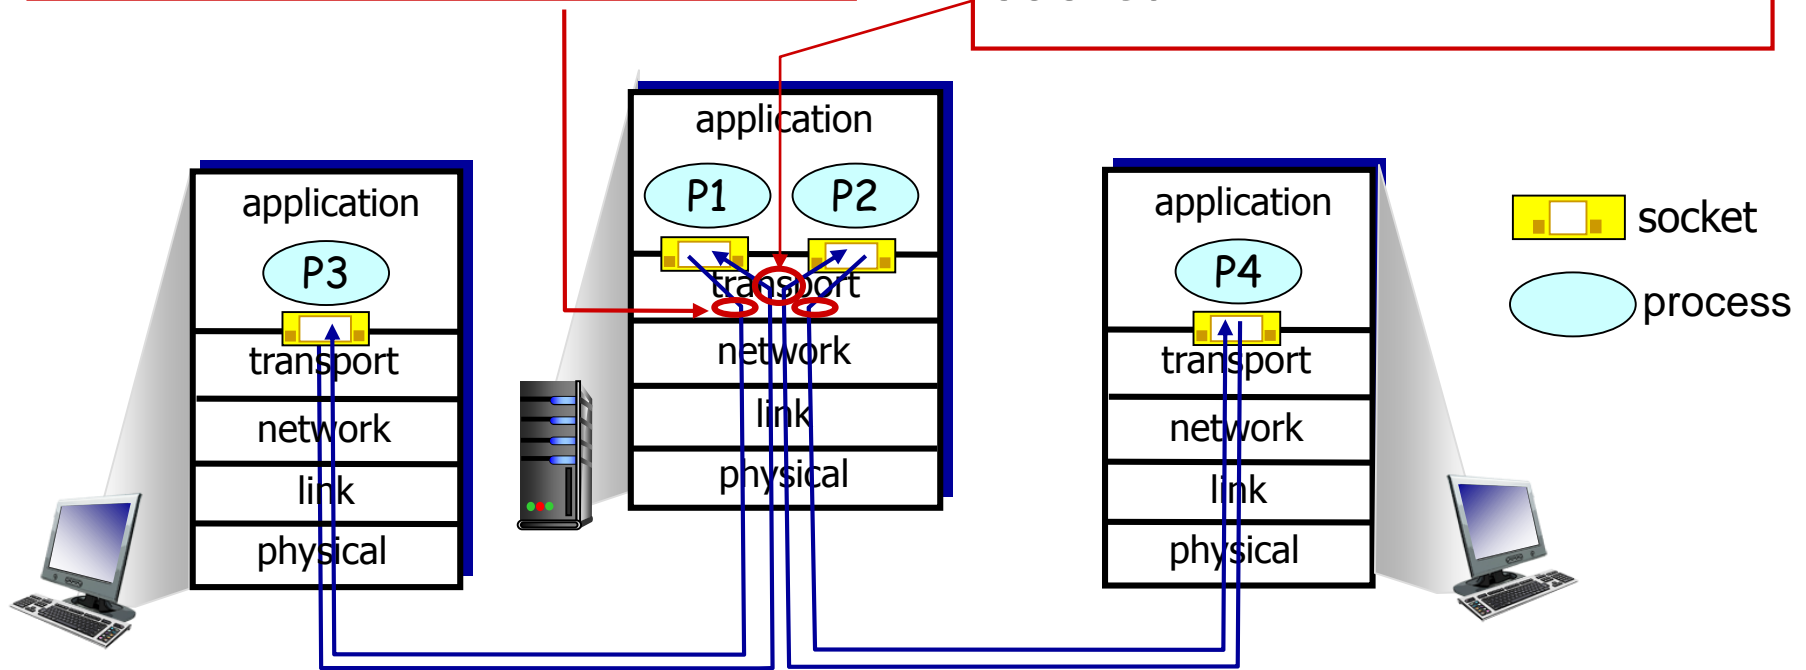 application
P1 P2
transport
network
link
physical
application
P3
transport
network
link
physical
application
P4
transport
network
link
physical
socket
process